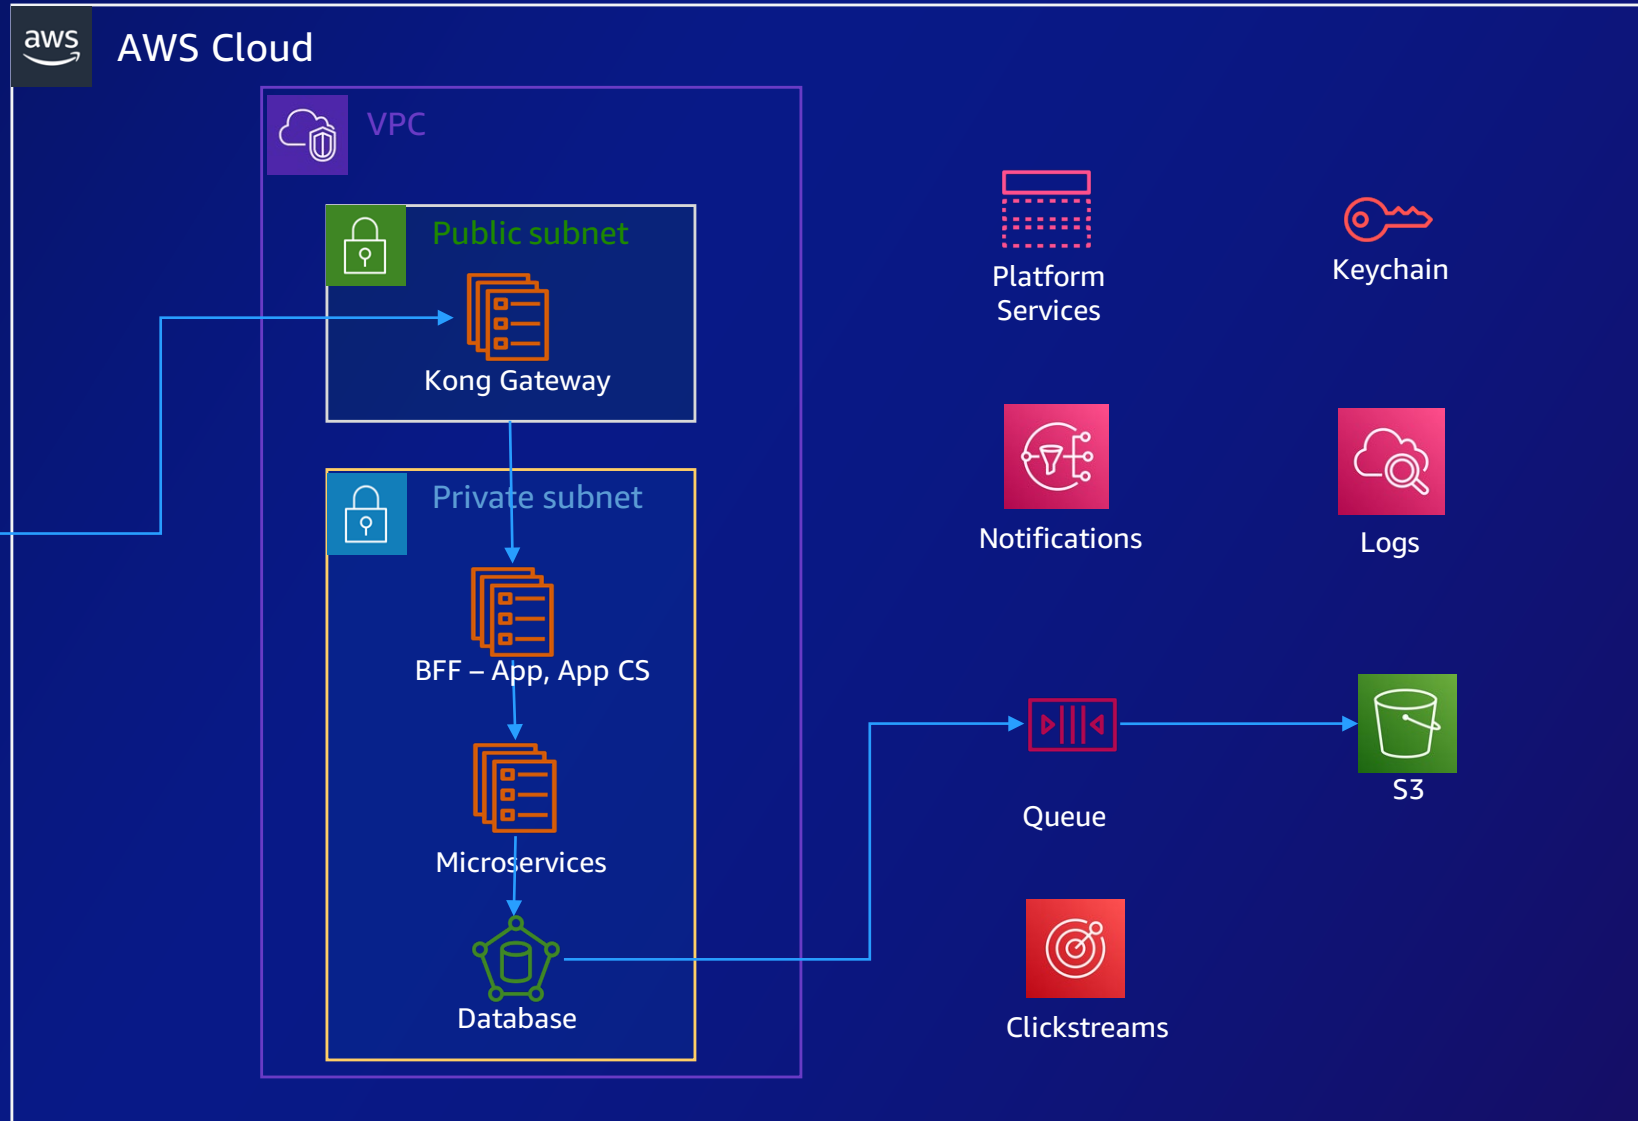 aws
AWS Cloud
VPC
Public subnet
Kong Gateway
Private subnet
BFF – App, App CS
Microservices
Database
Platform
Services
Keychain
Notifications
Logs
Queue
S3
Clickstreams